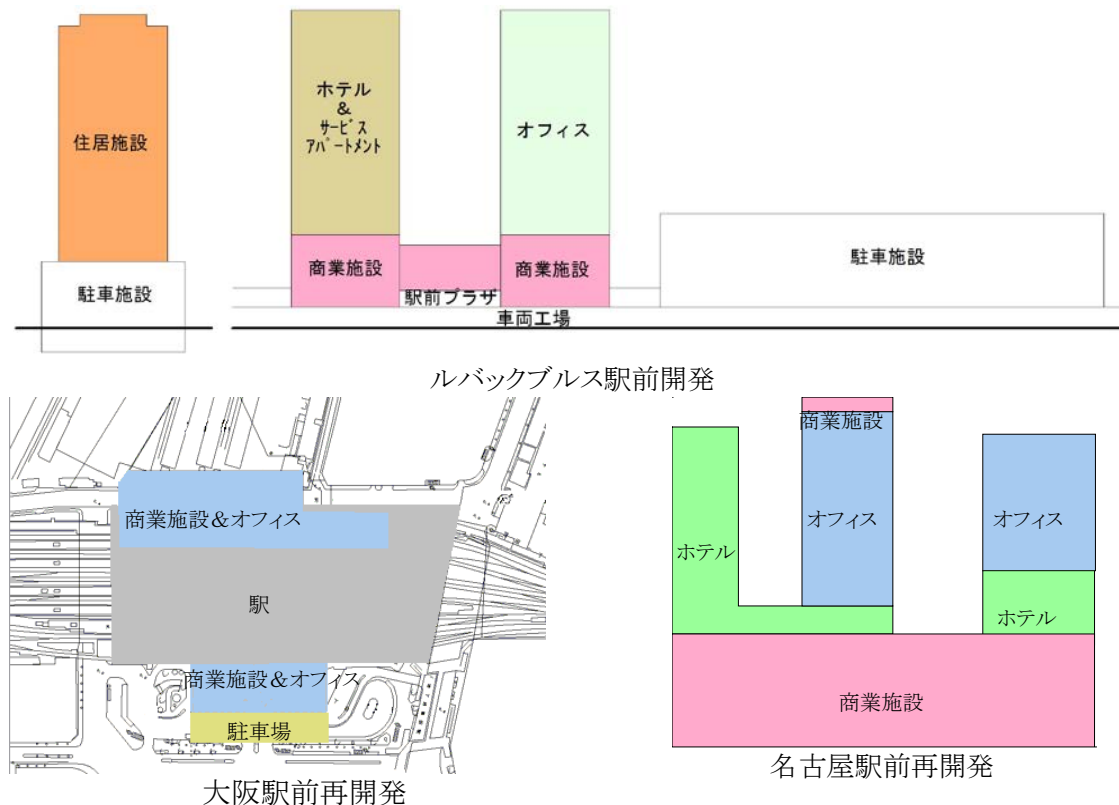 住居施設
駐車施設
ホテル
&
サービス
アパートメント
商業施設
オフィス
商業施設
駅前プラザ
車両工場
駐車施設
ルバックブルス駅前開発
商業施設&オフィス
駅
商業施設&オフィス
駐車場
大阪駅前再開発
商業施設
オフィス
ホテル
オフィス
ホテル
商業施設
名古屋駅前再開発